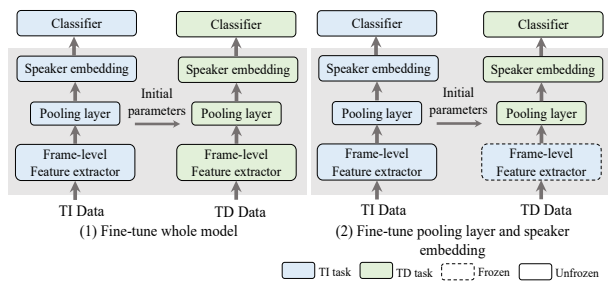 Classifier
Speaker embedding
Pooling layer
Frame-level
Feature extractor
TI Data
Initial
parameters
Classifier
Speaker embedding
Pooling layer
Frame-level
Feature extractor
TD Data
(1) Fine-tune whole model
Classifier
Speaker embedding
Pooling layer
Frame-level
Feature extractor
TI Data
Initial
parameters
Classifier
Speaker embedding
Pooling layer
Frame-level
Feature extractor
TD Data
(2) Fine-tune pooling layer and speaker
embedding
TI task
TD task
Frozen
Unfrozen